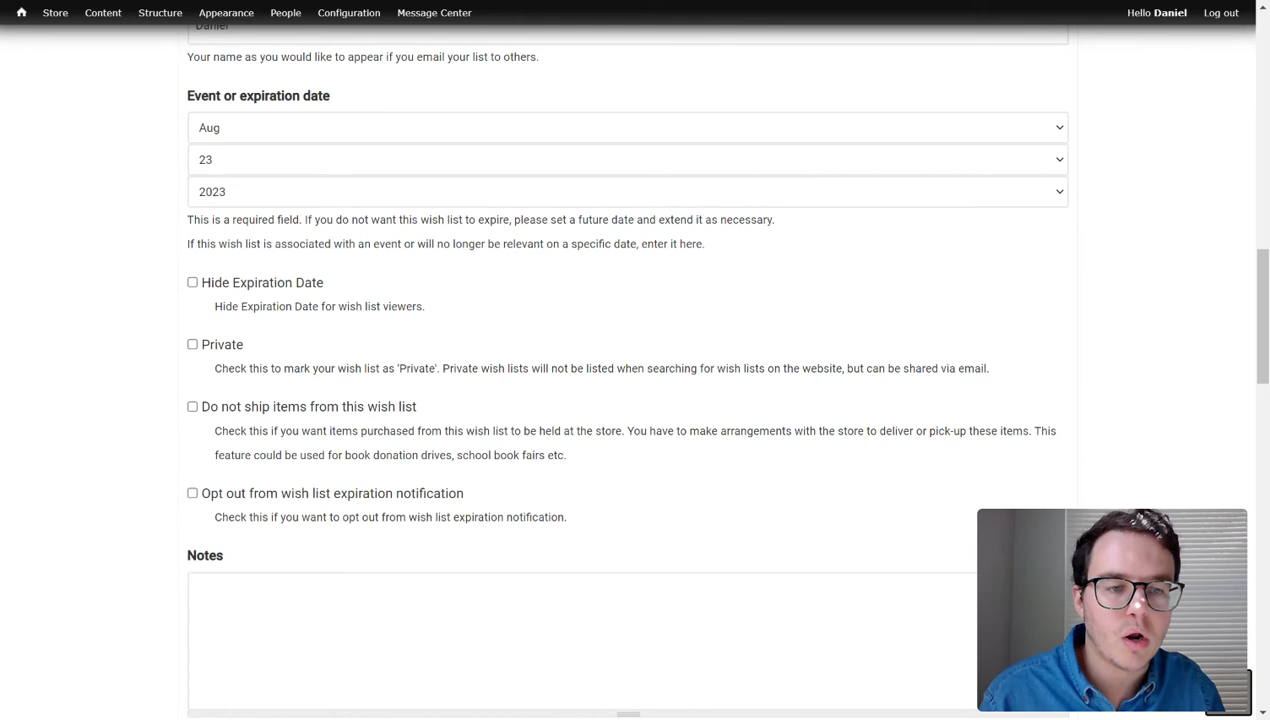 Store Content Structure Appearance People Configuration Message Center Hello Daniel Log out
Daniel
Your name as you would like to appear if you email your list to others.
Event or expiration date
Aug
23
2023
This is a required field. If you do not want this wish list to expire, please set a future date and extend it as necessary.
If this wish list is associated with an event or will no longer be relevant on a specific date, enter it here.
Hide Expiration Date
Hide Expiration Date for wish list viewers.
Private
Check this to mark your wish list as 'Private'. Private wish lists will not be listed when searching for wish lists on the website, but can be shared via email.
Do not ship items from this wish list
Check this if you want items purchased from this wish list to be held at the store. You have to make arrangements with the store to deliver or pick-up these items. This
feature could be used for book donation drives, school book fairs etc.
Opt out from wish list expiration notification
Check this if you want to opt out from wish list expiration notification.
Notes